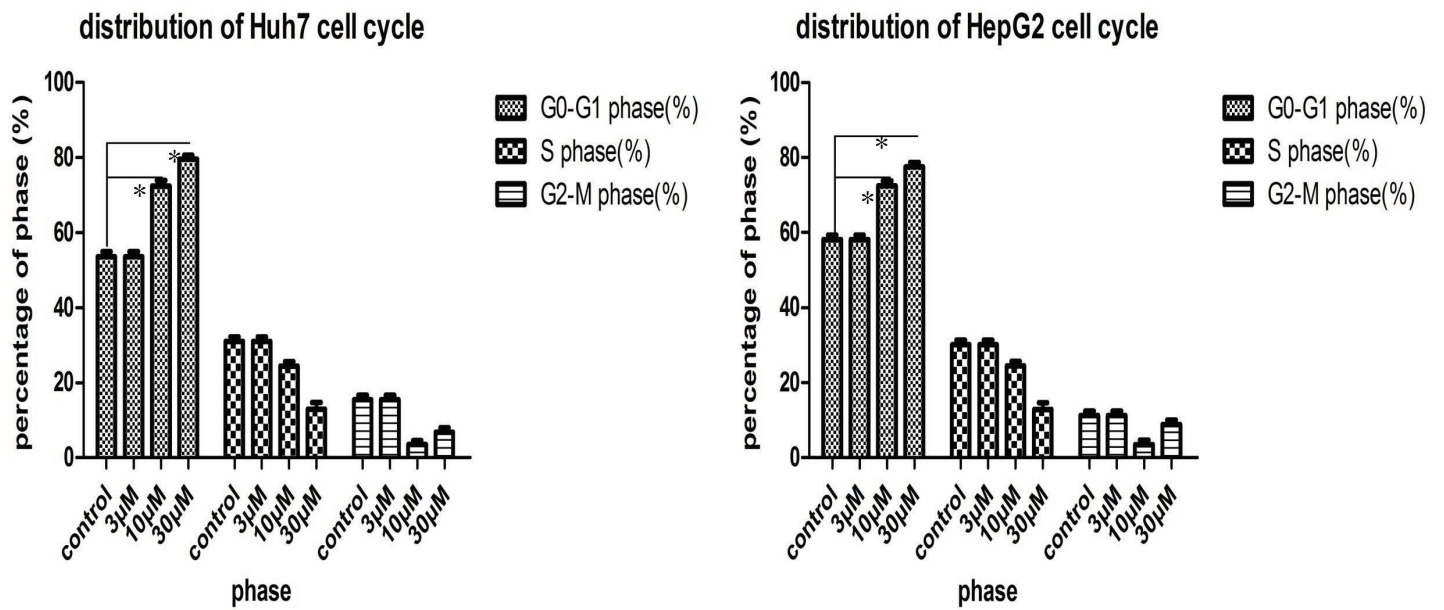 distribution of Huh7 cell cycle
percentage of phase (%)
100
80
60
40
20
0
*
*
control
3µM
10µM
30µM
control
3µM
10µM
30µM
control
3µM
10µM
30µM
phase
G0-G1 phase(%)
S phase(%)
G2-M phase(%)
distribution of HepG2 cell cycle
percentage of phase (%)
100
80
60
40
20
0
*
*
control
3µM
10µM
30µM
control
3µM
10µM
30µM
control
3µM
10µM
30µM
phase
G0-G1 phase(%)
S phase(%)
G2-M phase(%)